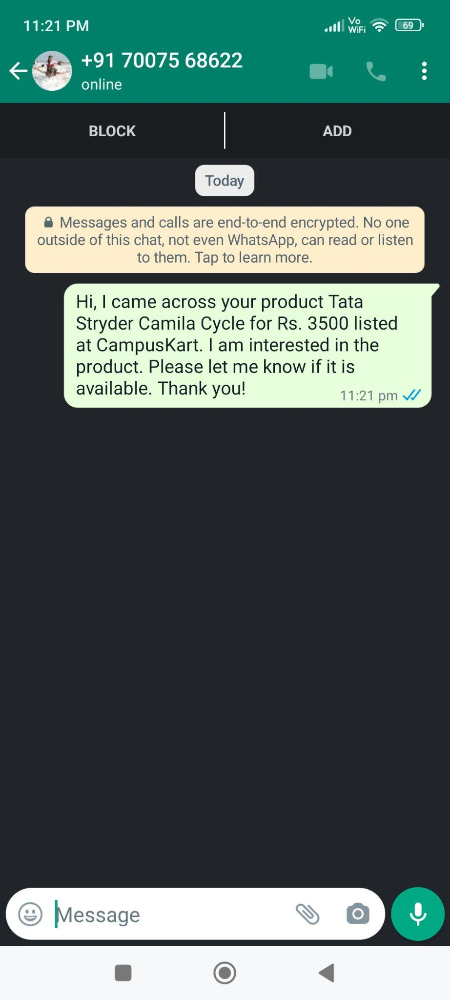 11:21 PM
Vo
WiFi
69
+91 70075 68622
online
BLOCK
ADD
Today
Messages and calls are end-to-end encrypted. No one
outside of this chat, not even WhatsApp, can read or listen
to them. Tap to learn more.
Hi, I came across your product Tata
Stryder Camila Cycle for Rs. 3500 listed
at CampusKart. I am interested in the
product. Please let me know if it is
available. Thank you!
11:21 pm
Message